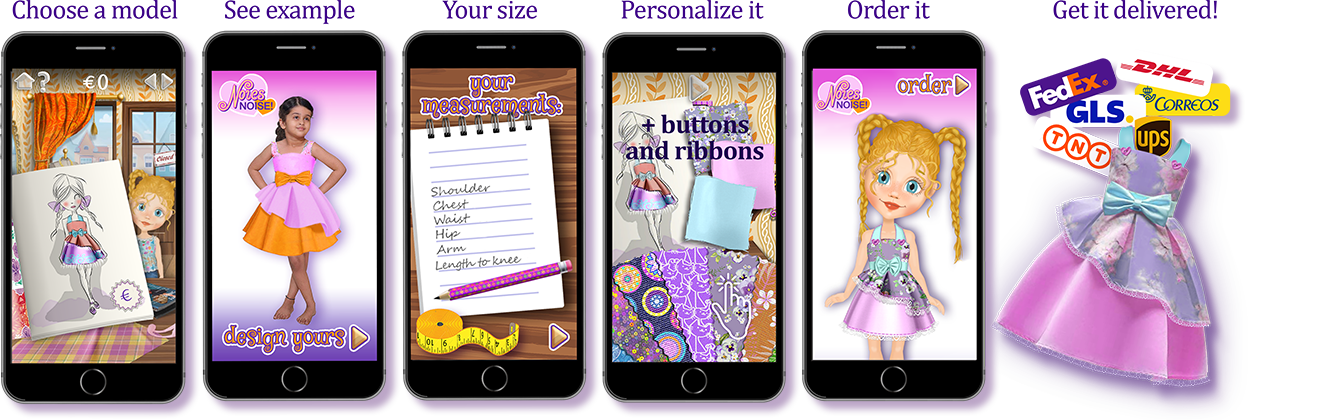 Choose a model
See example
Your size
Personalize it
Order it
Get it delivered!
? €0
Closed
€
Noies
NOISE!
design yours
your
measurements:
Shoulder
Chest
Waist
Hip
Arm
Length to knee
+ buttons
and ribbons
Noies
NOISE!
order
FedEx.
DHL
GLS.
CORREOS
TNT
ups